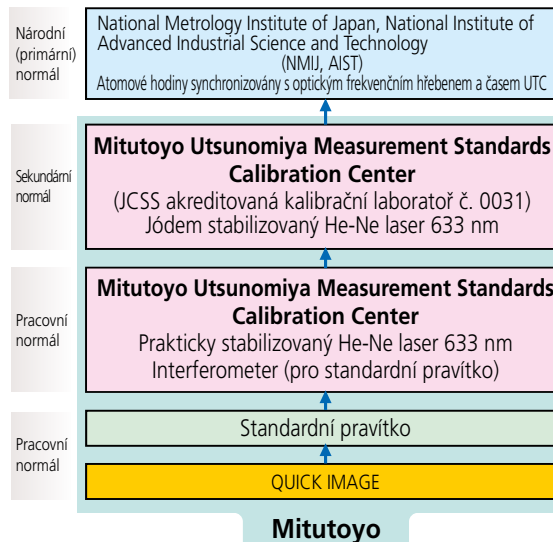 Národní
(primární)
normál
National Metrology Institute of Japan, National Institute of
Advanced Industrial Science and Technology
(NMIJ, AIST)
Atomové hodiny synchronizovány s optickým frekvenčním hřebenem a časem UTC
Sekundární
normál
Mitutoyo Utsunomiya Measurement Standards
Calibration Center
(JCSS akreditovaná kalibrační laboratoř č. 0031)
Jódem stabilizovaný He-Ne laser 633 nm
Pracovní
normál
Mitutoyo Utsunomiya Measurement Standards
Calibration Center
Prakticky stabilizovaný He-Ne laser 633 nm
Interferometer (pro standardní pravítko)
Pracovní
normál
Standardní pravítko
QUICK IMAGE
Mitutoyo